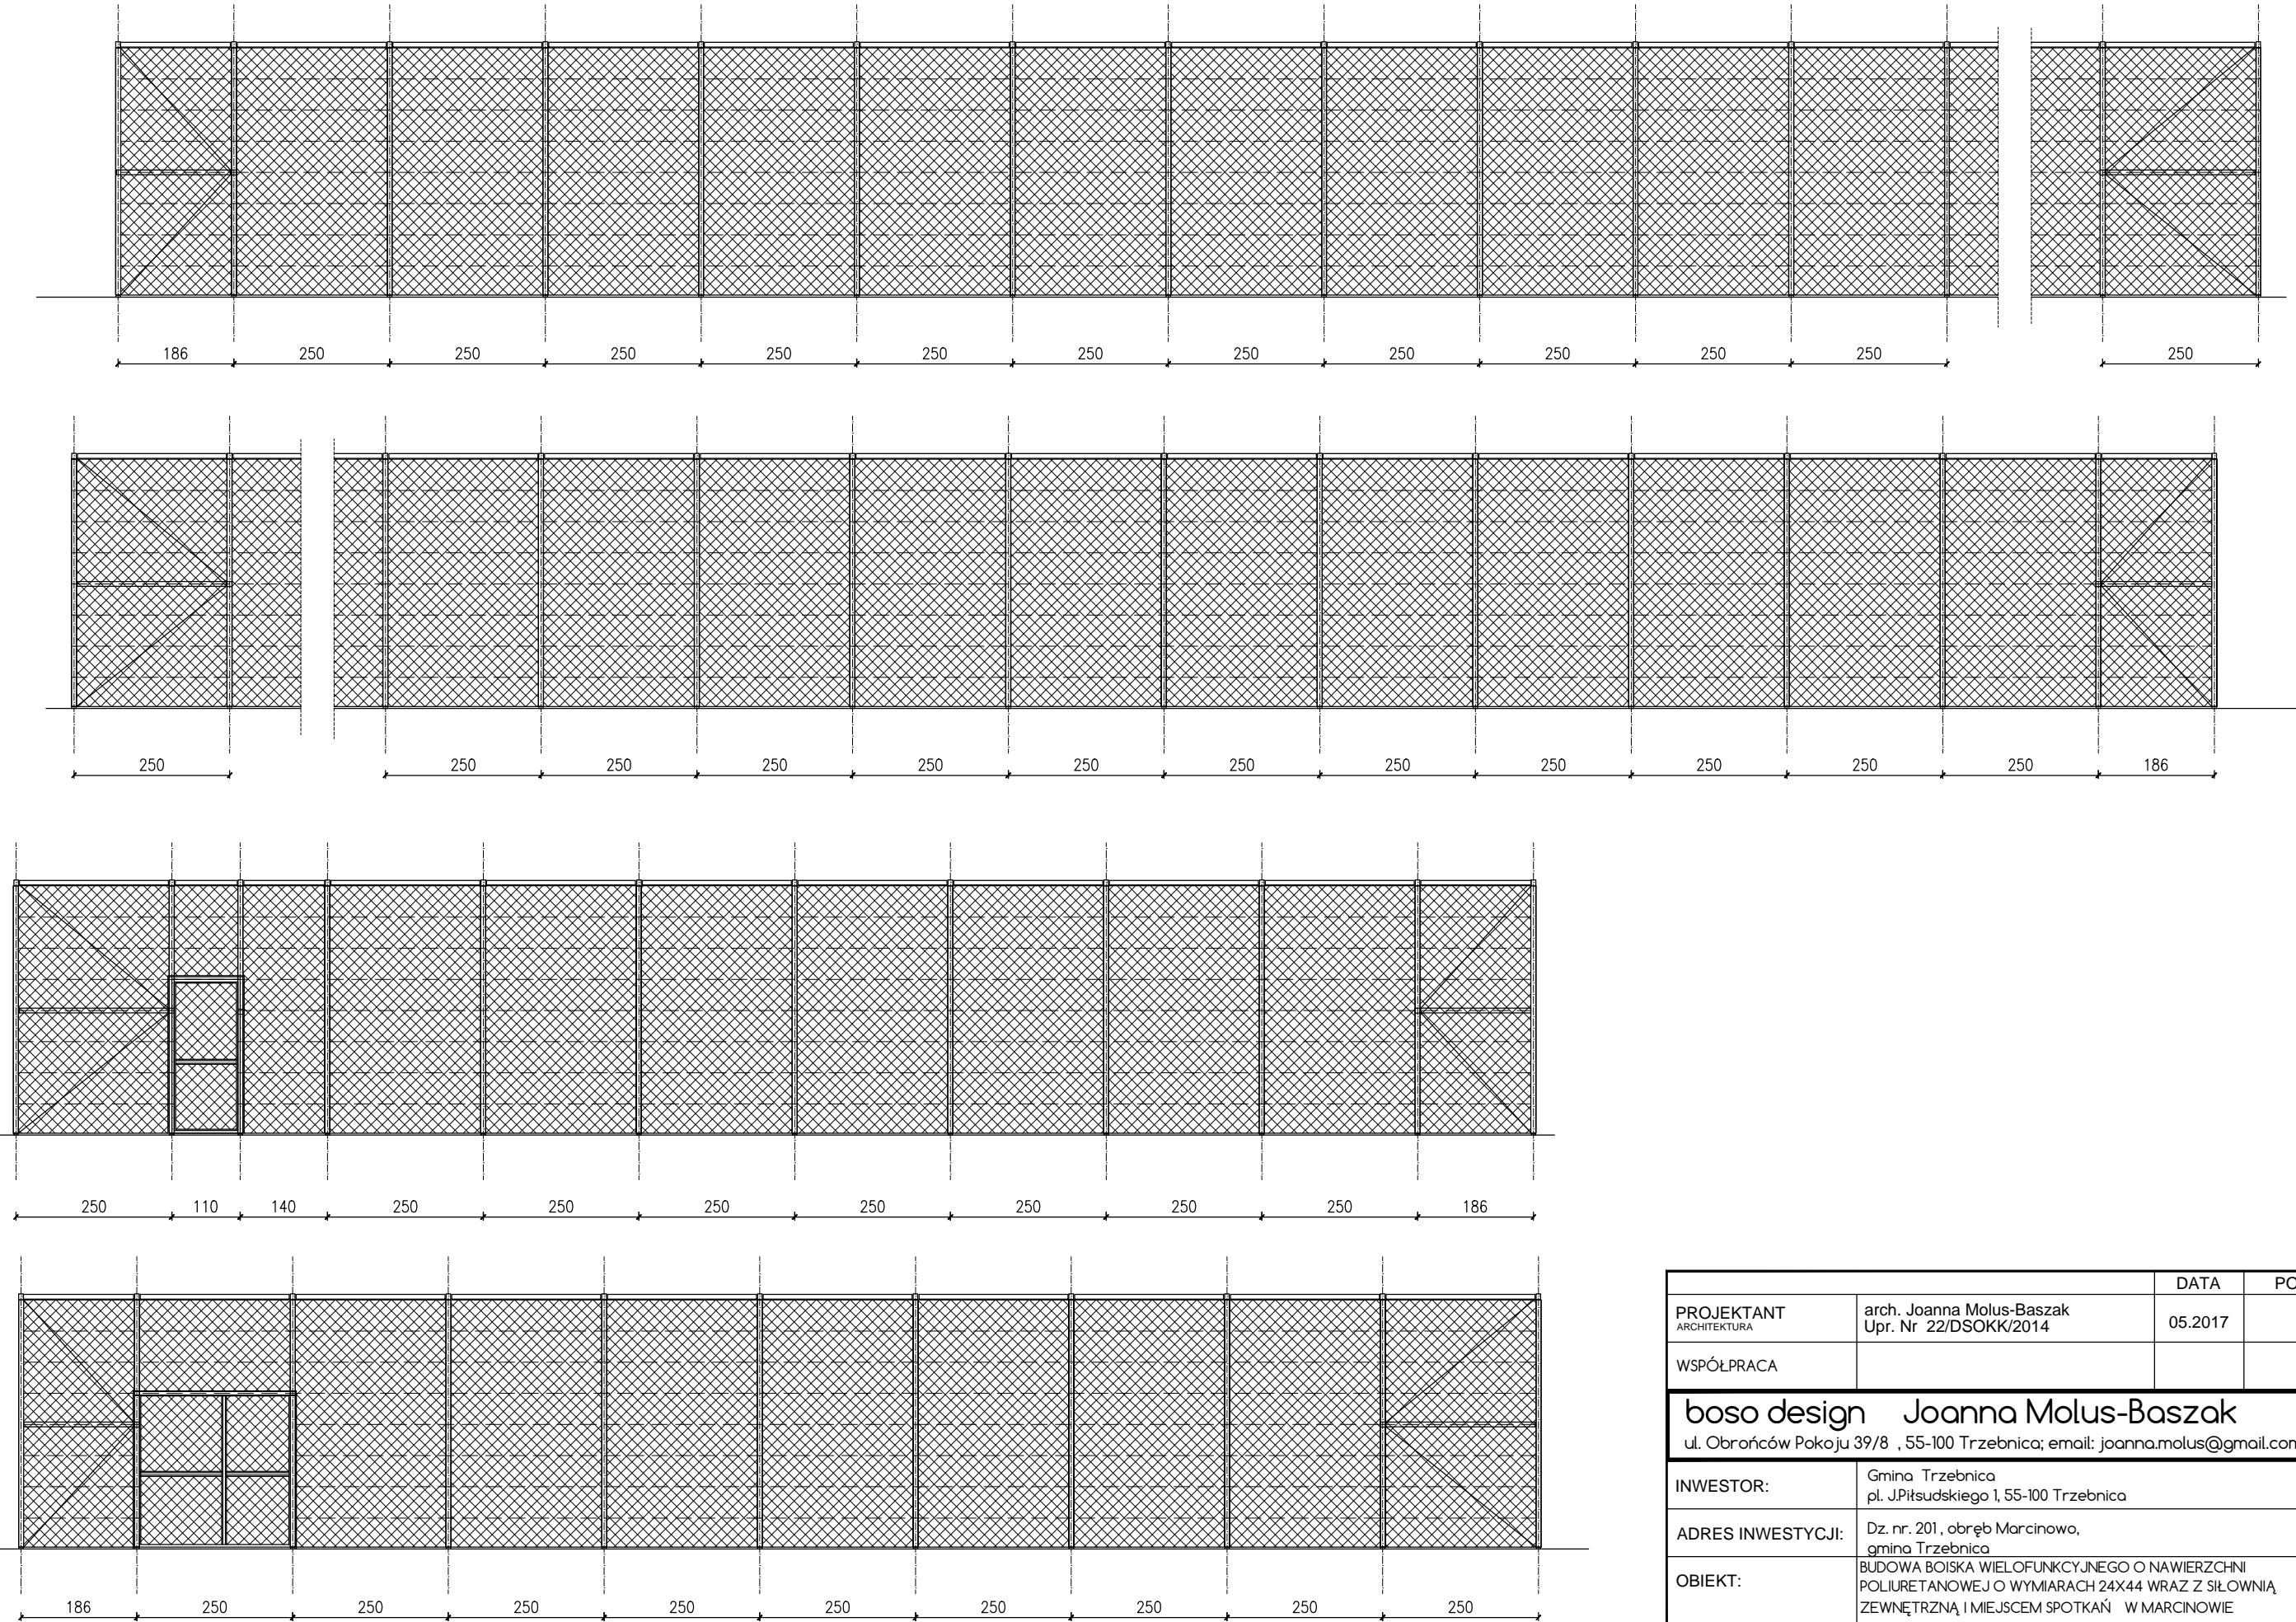 186 250 250 250 250 250 250 250 250 250 250 250 250
250 250 250 250 250 250 250 250 250 250 250 250 186
250 110 140 250 250 250 250 250 250 250 186
186 250 250 250 250 250 250 250 250 250
DATA
PROJEKTANT
ARCHITEKTURA
arch. Joanna Molus-Baszak
Upr. Nr 22/DSOKK/2014
05.2017
WSPÓŁPRACA
boso design Joanna Molus-Baszak
ul. Obrońców Pokoju 39/8 , 55-100 Trzebnica; email: joanna.molus@gmail.com
INWESTOR:
Gmina Trzebnica
pl. J.Piłsudskiego 1, 55-100 Trzebnica
ADRES INWESTYCJI:
Dz. nr. 201 , obręb Marcinowo,
gmina Trzebnica
OBIEKT:
BUDOWA BOISKA WIELOFUNKCYJNEGO O NAWIERZCHNI
POLIURETANOWEJ O WYMIARACH 24X44 WRAZ Z SIŁOWNIĄ
ZEWNĘTRZNĄ I MIEJSCEM SPOTKAŃ W MARCINOWIE